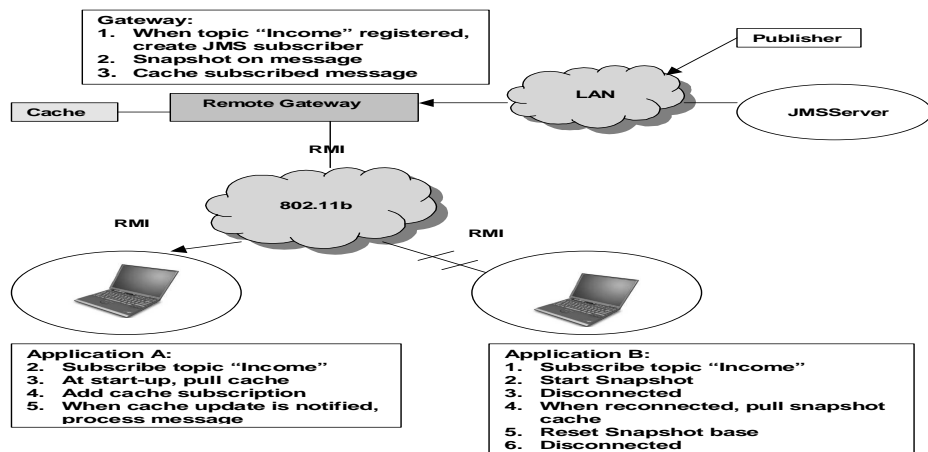 Gateway:
1. When topic “Income” registered,
create JMS subscriber
2. Snapshot on message
3. Cache subscribed message
Publisher
LAN
Cache
Remote Gateway
JMSServer
RMI
802.11b
RMI
RMI
Application A:
2. Subscribe topic “Income”
3. At start-up, pull cache
4. Add cache subscription
5. When cache update is notified,
process message
Application B:
1. Subscribe topic “Income”
2. Start Snapshot
3. Disconnected
4. When reconnected, pull snapshot
cache
5. Reset Snapshot base
6. Disconnected